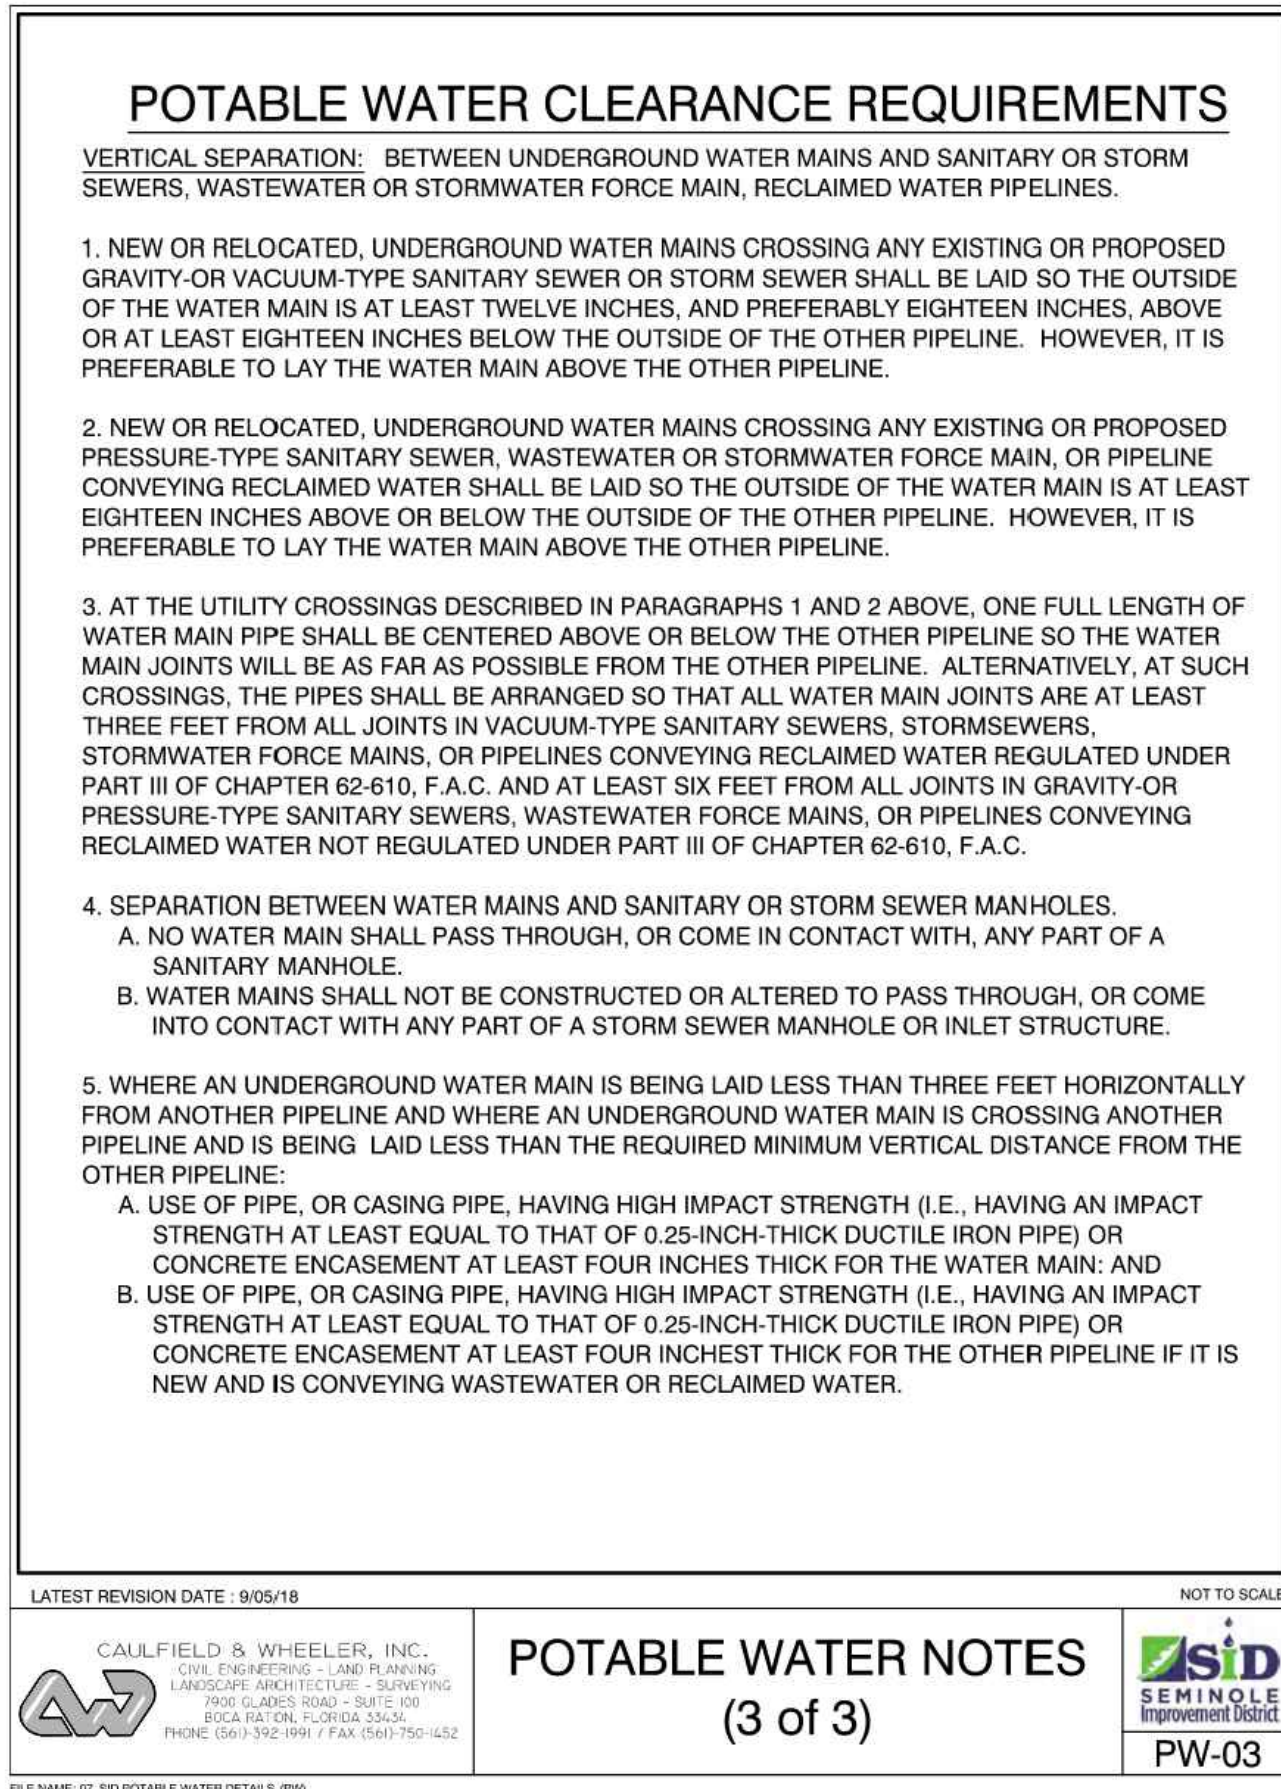 POTABLE WATER CLEARANCE REQUIREMENTS
VERTICAL SEPARATION: BETWEEN UNDERGROUND WATER MAINS AND SANITARY OR STORM
SEWERS, WASTEWATER OR STORMWATER FORCE MAIN, RECLAIMED WATER PIPELINES.
1. NEW OR RELOCATED, UNDERGROUND WATER MAINS CROSSING ANY EXISTING OR PROPOSED
GRAVITY-OR VACUUM-TYPE SANITARY SEWER OR STORM SEWER SHALL BE LAID SO THE OUTSIDE
OF THE WATER MAIN IS AT LEAST TWELVE INCHES, AND PREFERABLY EIGHTEEN INCHES, ABOVE
OR AT LEAST EIGHTEEN INCHES BELOW THE OUTSIDE OF THE OTHER PIPELINE. HOWEVER, IT IS
PREFERABLE TO LAY THE WATER MAIN ABOVE THE OTHER PIPELINE.
2. NEW OR RELOCATED, UNDERGROUND WATER MAINS CROSSING ANY EXISTING OR PROPOSED
PRESSURE-TYPE SANITARY SEWER, WASTEWATER OR STORMWATER FORCE MAIN, OR PIPELINE
CONVEYING RECLAIMED WATER SHALL BE LAID SO THE OUTSIDE OF THE WATER MAIN IS AT LEAST
EIGHTEEN INCHES ABOVE OR BELOW THE OUTSIDE OF THE OTHER PIPELINE. HOWEVER, IT IS
PREFERABLE TO LAY THE WATER MAIN ABOVE THE OTHER PIPELINE.
3. AT THE UTILITY CROSSINGS DESCRIBED IN PARAGRAPHS 1 AND 2 ABOVE, ONE FULL LENGTH OF
WATER MAIN PIPE SHALL BE CENTERED ABOVE OR BELOW THE OTHER PIPELINE SO THE WATER
MAIN JOINTS WILL BE AS FAR AS POSSIBLE FROM THE OTHER PIPELINE. ALTERNATIVELY, AT SUCH
CROSSINGS, THE PIPES SHALL BE ARRANGED SO THAT ALL WATER MAIN JOINTS ARE AT LEAST
THREE FEET FROM ALL JOINTS IN VACUUM-TYPE SANITARY SEWERS, STORMSEWERS,
STORMWATER FORCE MAINS, OR PIPELINES CONVEYING RECLAIMED WATER REGULATED UNDER
PART III OF CHAPTER 62-610, F.A.C. AND AT LEAST SIX FEET FROM ALL JOINTS IN GRAVITY-OR
PRESSURE-TYPE SANITARY SEWERS, WASTEWATER FORCE MAINS, OR PIPELINES CONVEYING
RECLAIMED WATER NOT REGULATED UNDER PART III OF CHAPTER 62-610, F.A.C.
4. SEPARATION BETWEEN WATER MAINS AND SANITARY OR STORM SEWER MANHOLES.
A. NO WATER MAIN SHALL PASS THROUGH, OR COME IN CONTACT WITH, ANY PART OF A
SANITARY MANHOLE.
B. WATER MAINS SHALL NOT BE CONSTRUCTED OR ALTERED TO PASS THROUGH, OR COME
INTO CONTACT WITH ANY PART OF A STORM SEWER MANHOLE OR INLET STRUCTURE.
5. WHERE AN UNDERGROUND WATER MAIN IS BEING LAID LESS THAN THREE FEET HORIZONTALLY
FROM ANOTHER PIPELINE AND WHERE AN UNDERGROUND WATER MAIN IS CROSSING ANOTHER
PIPELINE AND IS BEING LAID LESS THAN THE REQUIRED MINIMUM VERTICAL DISTANCE FROM THE
OTHER PIPELINE:
A. USE OF PIPE, OR CASING PIPE, HAVING HIGH IMPACT STRENGTH (I.E., HAVING AN IMPACT
STRENGTH AT LEAST EQUAL TO THAT OF 0.25-INCH-THICK DUCTILE IRON PIPE) OR
CONCRETE ENCASEMENT AT LEAST FOUR INCHES THICK FOR THE WATER MAIN: AND
B. USE OF PIPE, OR CASING PIPE, HAVING HIGH IMPACT STRENGTH (I.E., HAVING AN IMPACT
STRENGTH AT LEAST EQUAL TO THAT OF 0.25-INCH-THICK DUCTILE IRON PIPE) OR
CONCRETE ENCASEMENT AT LEAST FOUR INCHEST THICK FOR THE OTHER PIPELINE IF IT IS
NEW AND IS CONVEYING WASTEWATER OR RECLAIMED WATER.
LATEST REVISION DATE : 9/05/18
NOT TO SCALE
CAULFIELD & WHEELER, INC.
CIVIL ENGINEERING - LAND PLANNING
LANDSCAPE ARCHITECTURE - SURVEYING
7900 GLADES ROAD - SUITE 100
BOCA RATON, FLORIDA 33434
PHONE (561)-392-1991 / FAX (561)-750-1452
POTABLE WATER NOTES
(3 of 3)
SID
SEMINOLE
Improvement District
PW-03
FILE NAME: 07_SID POTABLE WATER DETAILS (PW)